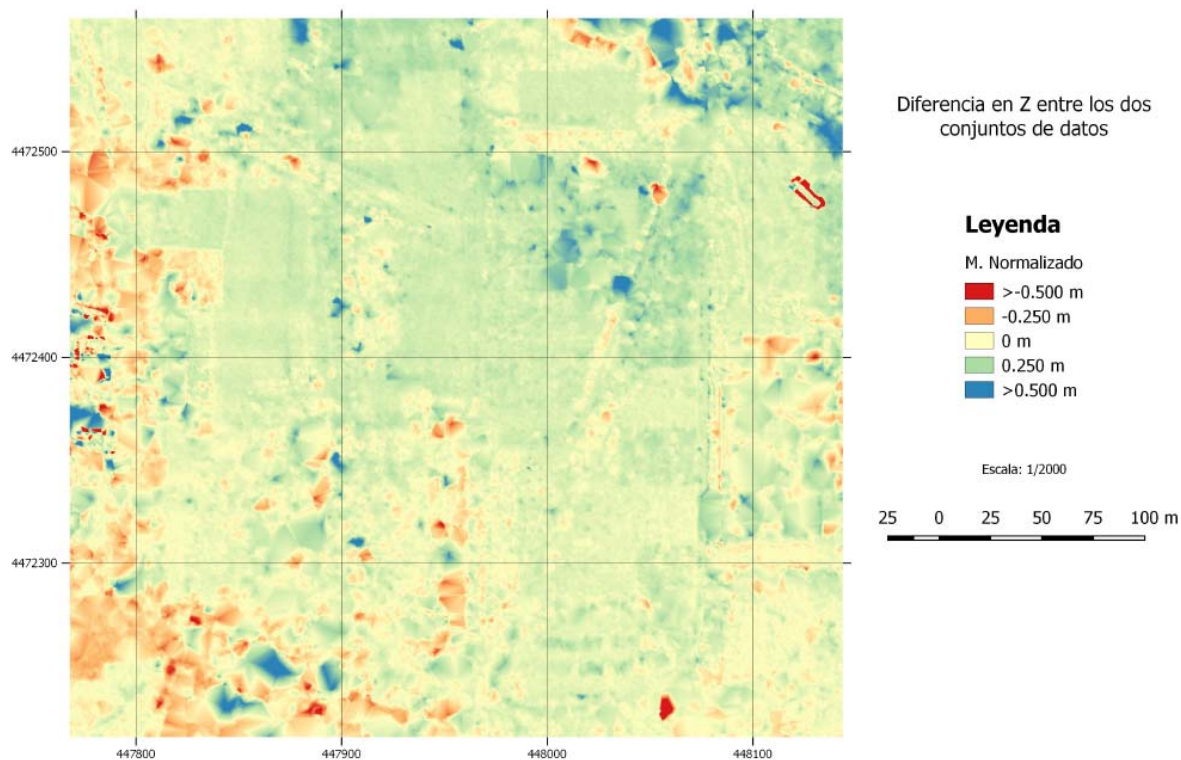 Diferencia en Z entre los dos
conjuntos de datos
4472500
4472400
4472300
447800
447900
448000
448100
Leyenda
M. Normalizado
>-0.500 m
-0.250 m
0 m
0.250 m
>0.500 m
Escala: 1/2000
25 0 25 50 75 100 m